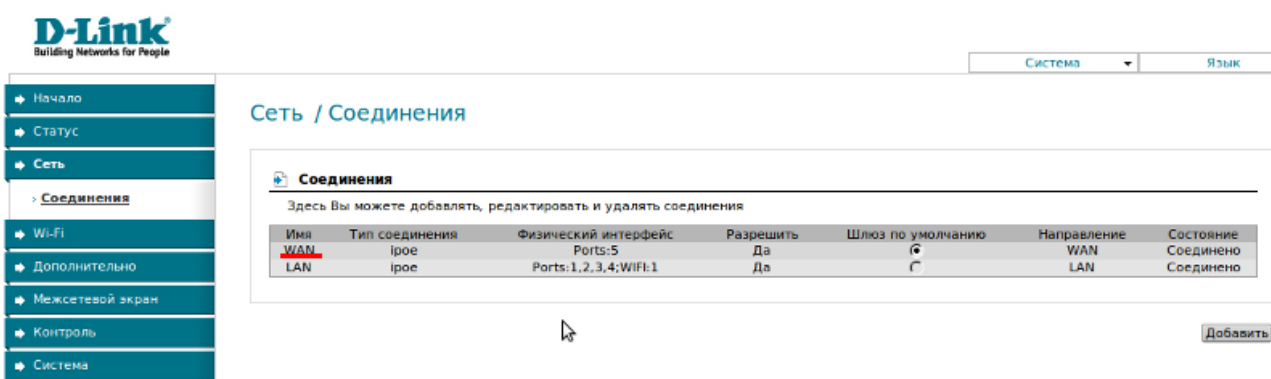 D-Link
Building Networks for People
Система Язык
Начало
Статус
Сеть
Соединения
Wi-Fi
Дополнительно
Межсетевой экран
Контроль
Система
Сеть / Соединения
Соединения
Здесь Вы можете добавлять, редактировать и удалять соединения
Имя Тип соединения Физический интерфейс Разрешить Шлюз по умолчанию Направление Состояние
WAN ipoe Ports:5 Да WAN Соединено
LAN ipoe Ports:1,2,3,4;WIFI:1 Да LAN Соединено
Добавить